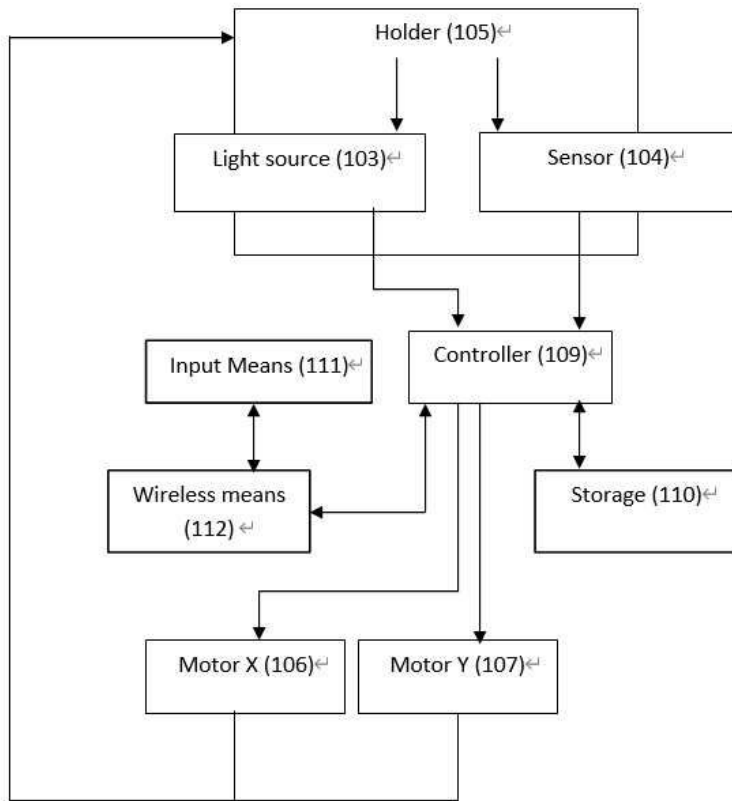 Holder (105)↵
Light source (103)↵
Sensor (104)↵
Controller (109)↵
Input Means (111)↵
Wireless means
(112) ↵
Storage (110)↵
Motor X (106)↵
Motor Y (107)↵